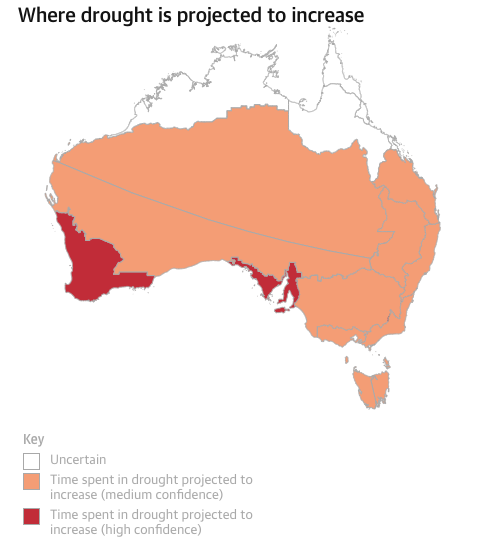 Where drought is projected to increase
Key
Uncertain
Time spent in drought projected to
increase (medium confidence)
Time spent in drought projected to
increase (high confidence)